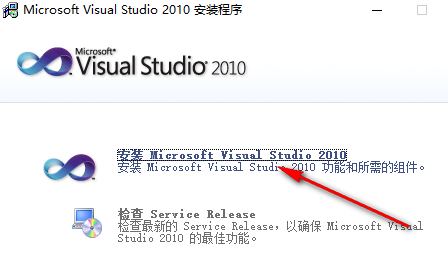 Microsoft Visual Studio 2010 安装程序
Microsoft®
Visual Studio 2010
安装 Microsoft Visual Studio 2010
安装 Microsoft Visual Studio 2010 功能和所需的组件。
检查 Service Release
检查最新的 Service Release，以确保 Microsoft Visual
Studio 2010 的最佳功能。